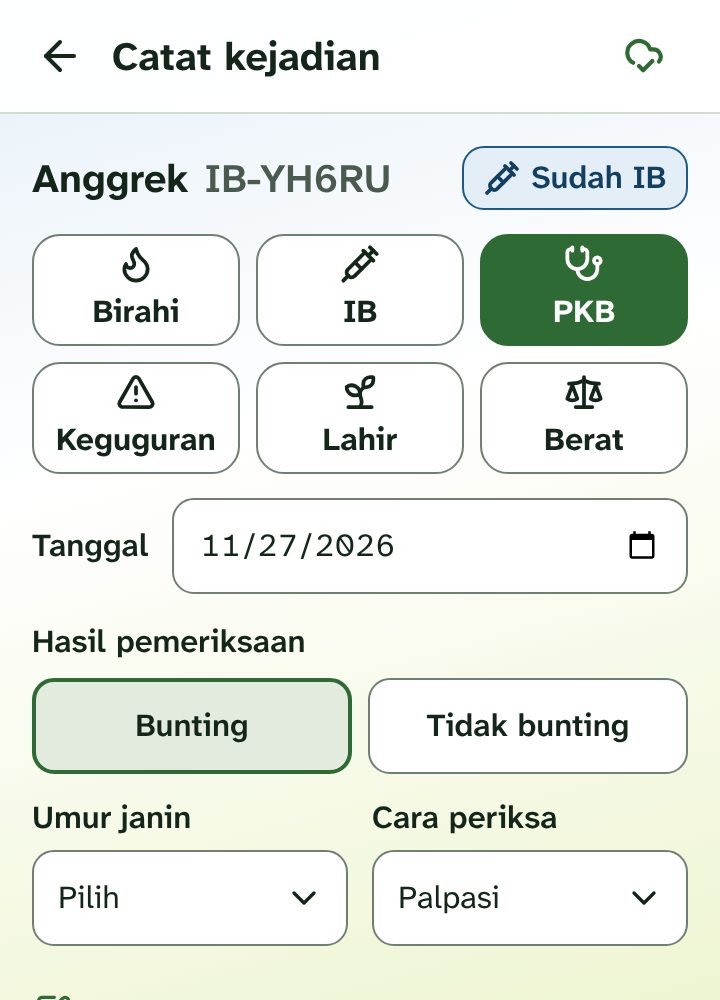 Catat kejadian
Anggrek IB-YH6RU Sudah IB
Birahi IB PKB
Keguguran Lahir Berat
Tanggal 11/27/2026
Hasil pemeriksaan
Bunting Tidak bunting
Umur janin Cara periksa
Pilih Palpasi